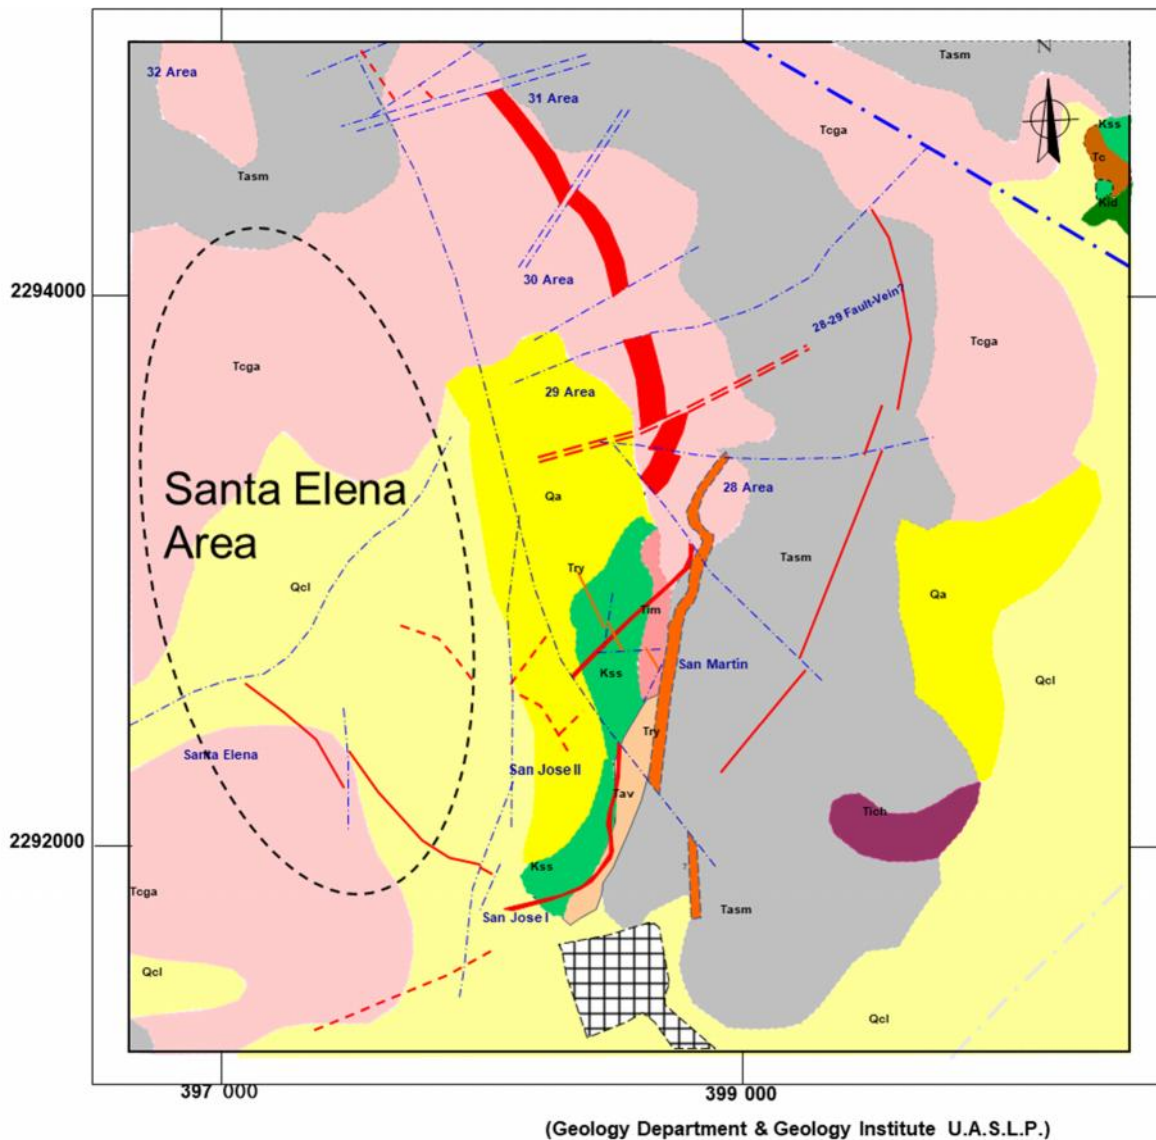 N
32 Area
Tasm
31 Area
Tcga
Kss
Tc
Kld
Tasm
30 Area
2294000
28-29 Fault-Vein?
Tcga
Tcga
29 Area
Santa Elena
Area
28 Area
Qa
Tasm
Try
Qcl
Qa
Tim
Kss
San Martin
Qcl
Try
Santa Elena
San Jose II
Tav
Tich
2292000
Kss
Tcga
San Jose I
Tasm
?
Qcl
Qcl
397 000
399 000
(Geology Department & Geology Institute U.A.S.L.P.)